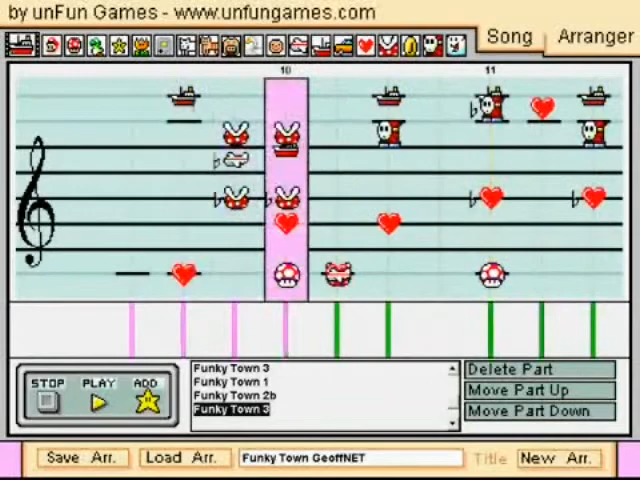 by unFun Games - www.unfungames.com
Song
Arranger
10
11
STOP
PLAY
ADD
Funky Town 3
Funky Town 1
Funky Town 2b
Funky Town 3
Delete Part
Move Part Up
Move Part Down
Save Arr.
Load Arr.
Funky Town GeoffNET
Title
New Arr.